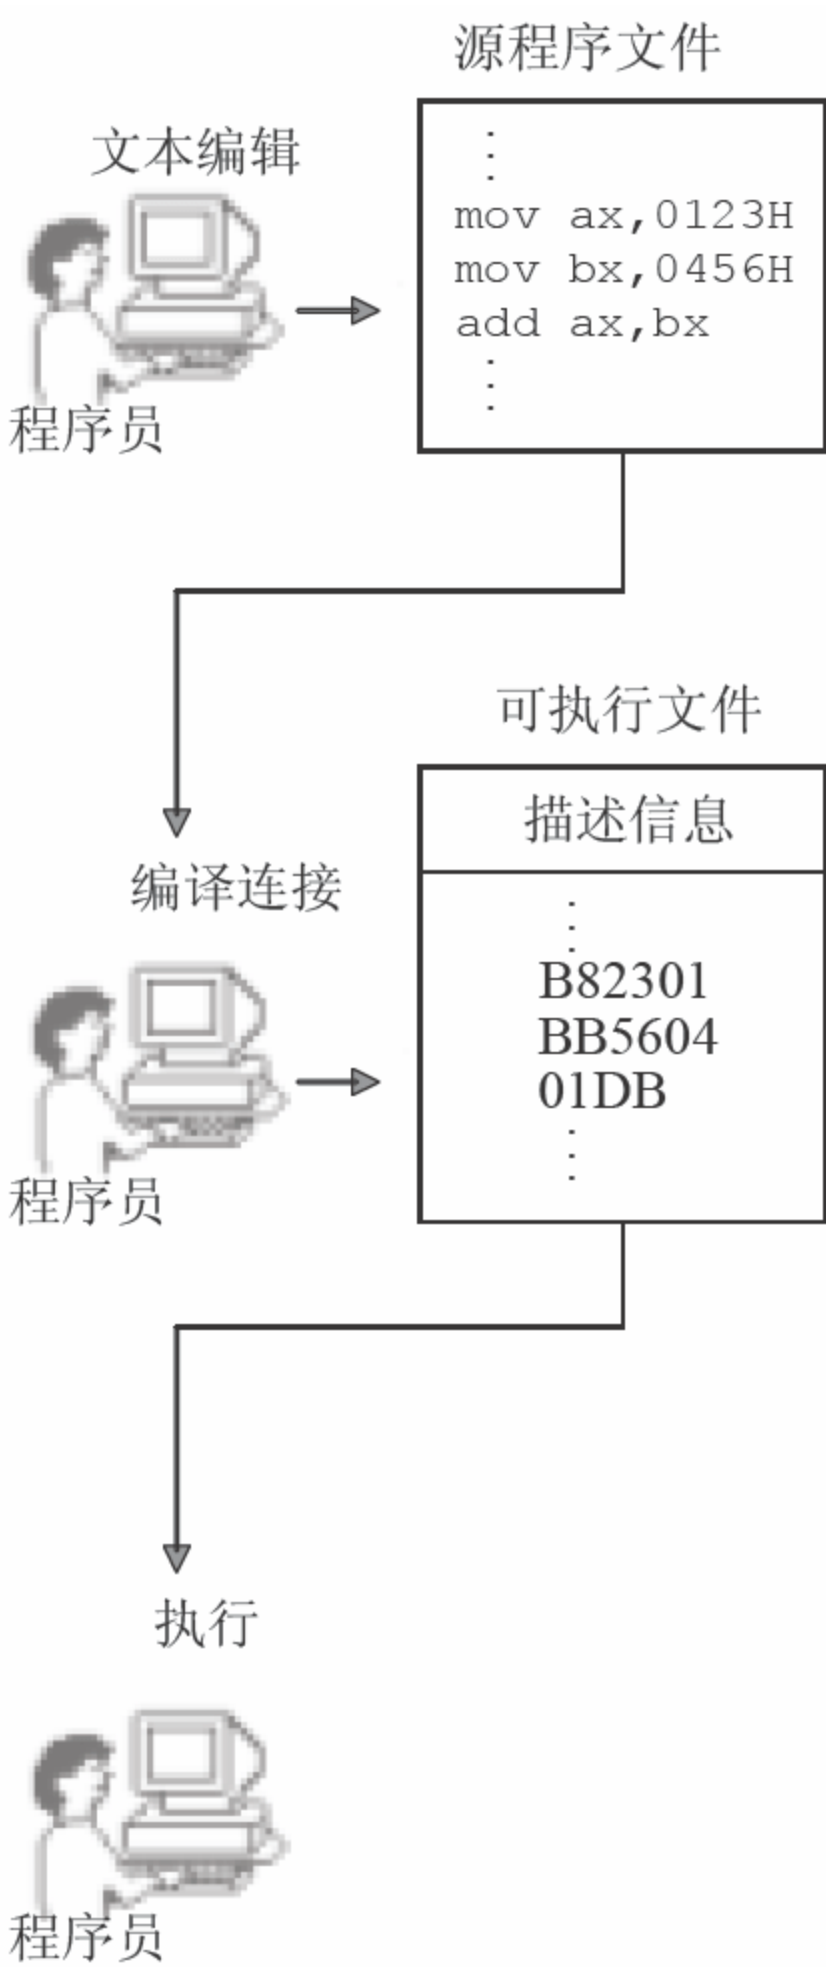 源程序文件
文本编辑
mov ax,0123H
mov bx,0456H
add ax,bx
程序员
可执行文件
描述信息
编译连接
B82301
BB5604
01DB
程序员
执行
程序员